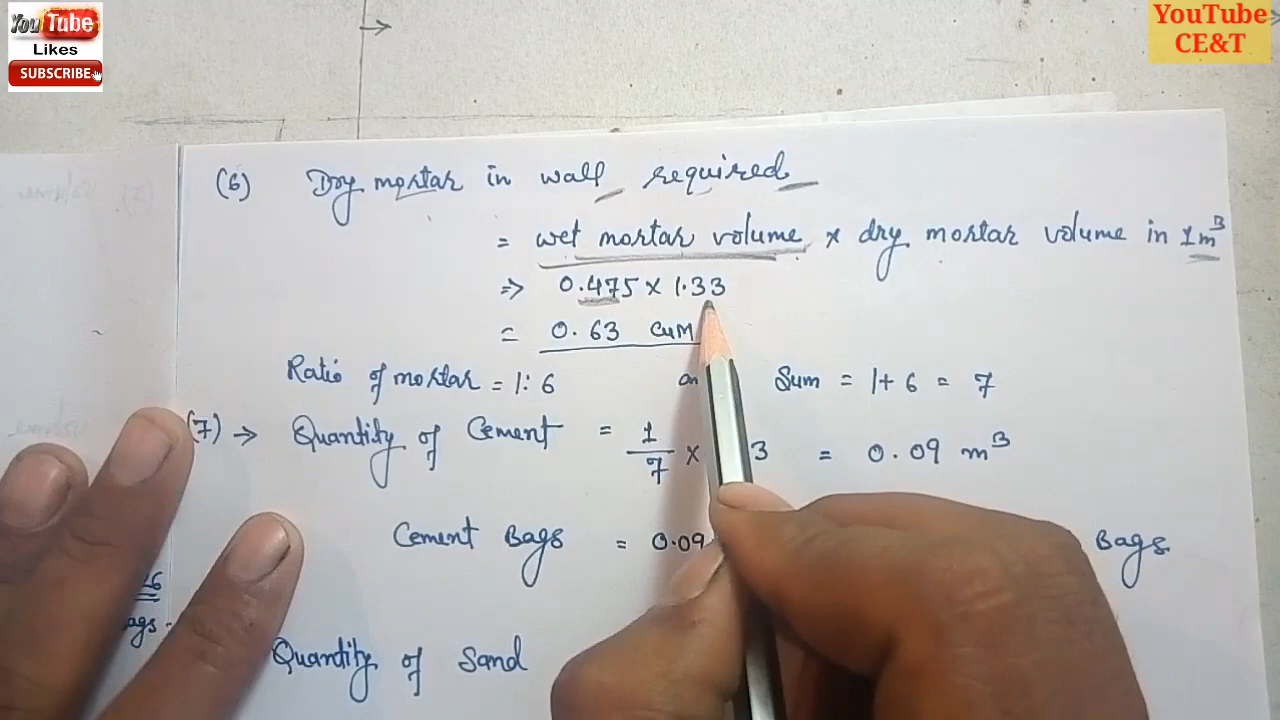 YouTube
Likes
SUBSCRIBE
YouTube
CE&T
(6) Dry mortar in wall required
= wet mortar volume × dry mortar volume in 1m³
⇒ 0.475 × 1.33
= 0.63 cum
Ratio of mortar = 1:6 Sum = 1+6 = 7
(7) → Quantity of Cement = 1/7 × 3 = 0.09 m³
Cement Bags = 0.09 Bags
Quantity of Sand